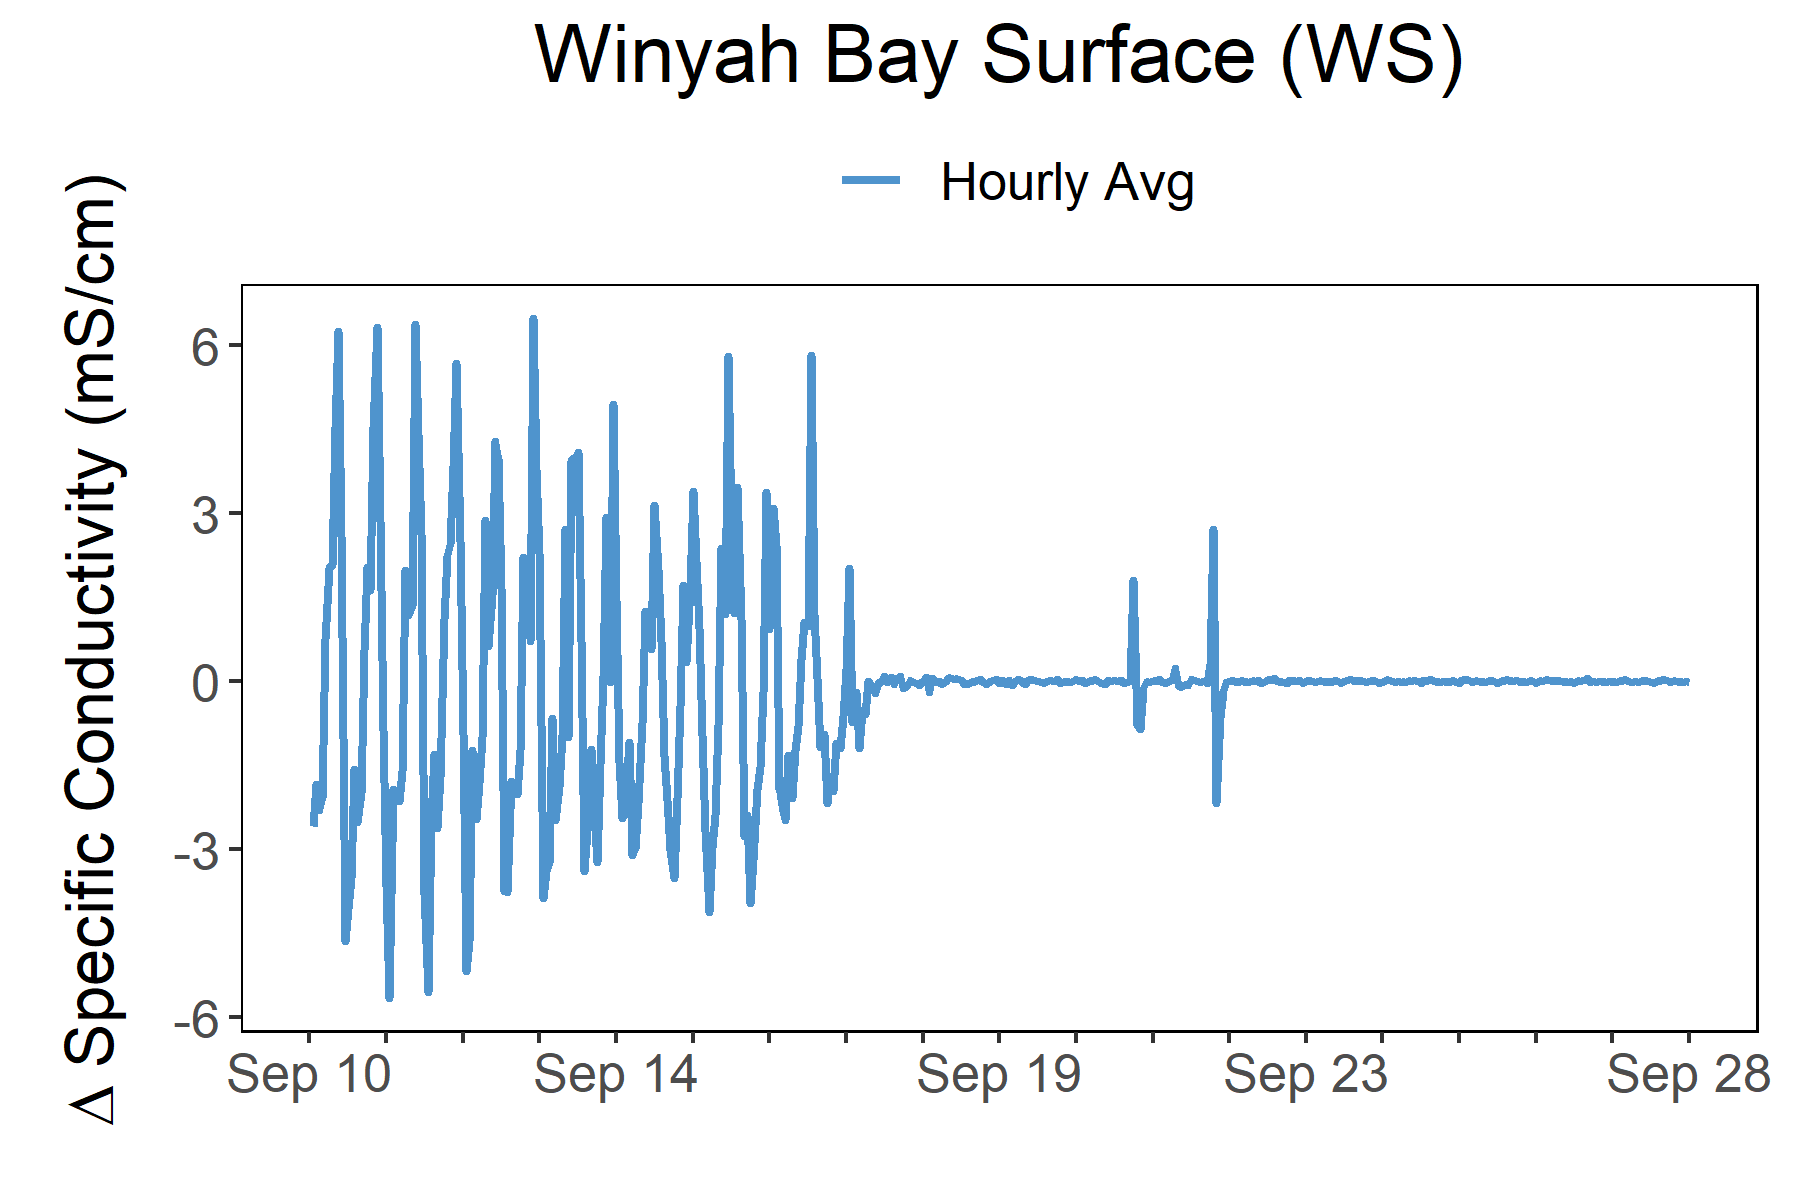 Winyah Bay Surface (WS)
Hourly Avg
Δ Specific Conductivity (mS/cm)
6
3
0
-3
-6
Sep 10 Sep 14 Sep 19 Sep 23 Sep 28